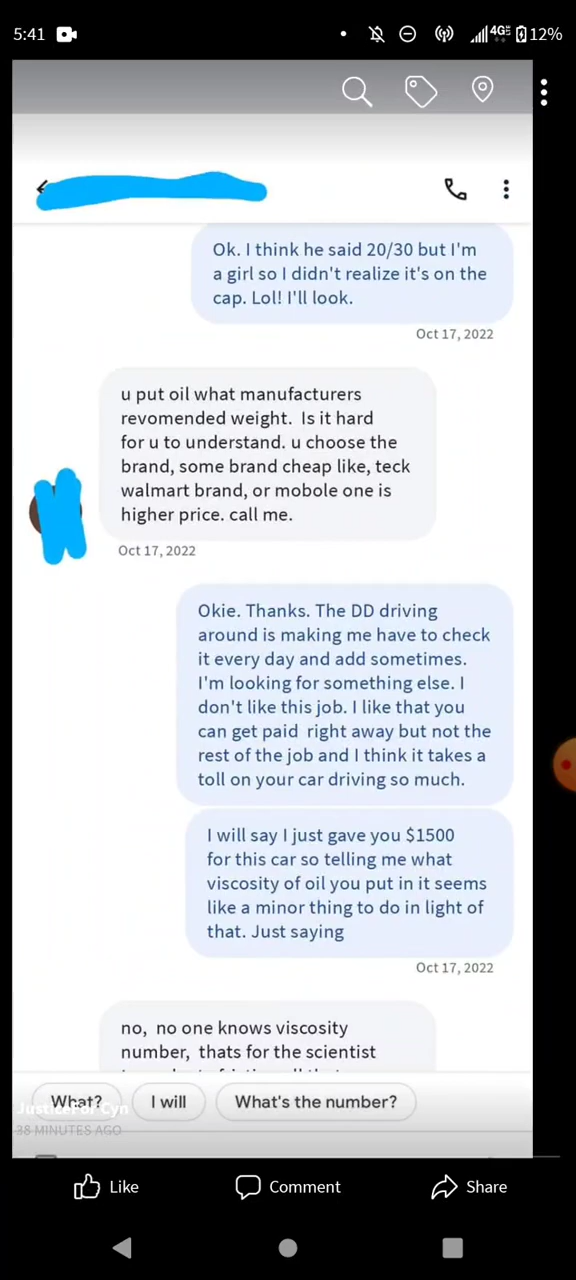 5:41
4G
12%
Ok. I think he said 20/30 but I'm
a girl so I didn't realize it's on the
cap. Lol! I'll look.
Oct 17, 2022
u put oil what manufacturers
revomended weight. Is it hard
for u to understand. u choose the
brand, some brand cheap like, teck
walmart brand, or mobole one is
higher price. call me.
Oct 17, 2022
Okie. Thanks. The DD driving
around is making me have to check
it every day and add sometimes.
I'm looking for something else. I
don't like this job. I like that you
can get paid right away but not the
rest of the job and I think it takes a
toll on your car driving so much.
I will say I just gave you $1500
for this car so telling me what
viscosity of oil you put in it seems
like a minor thing to do in light of
that. Just saying
Oct 17, 2022
no, no one knows viscosity
number, thats for the scientist
What?
I will
What's the number?
JusticeFor Cyn
38 MINUTES AGO
Like
Comment
Share